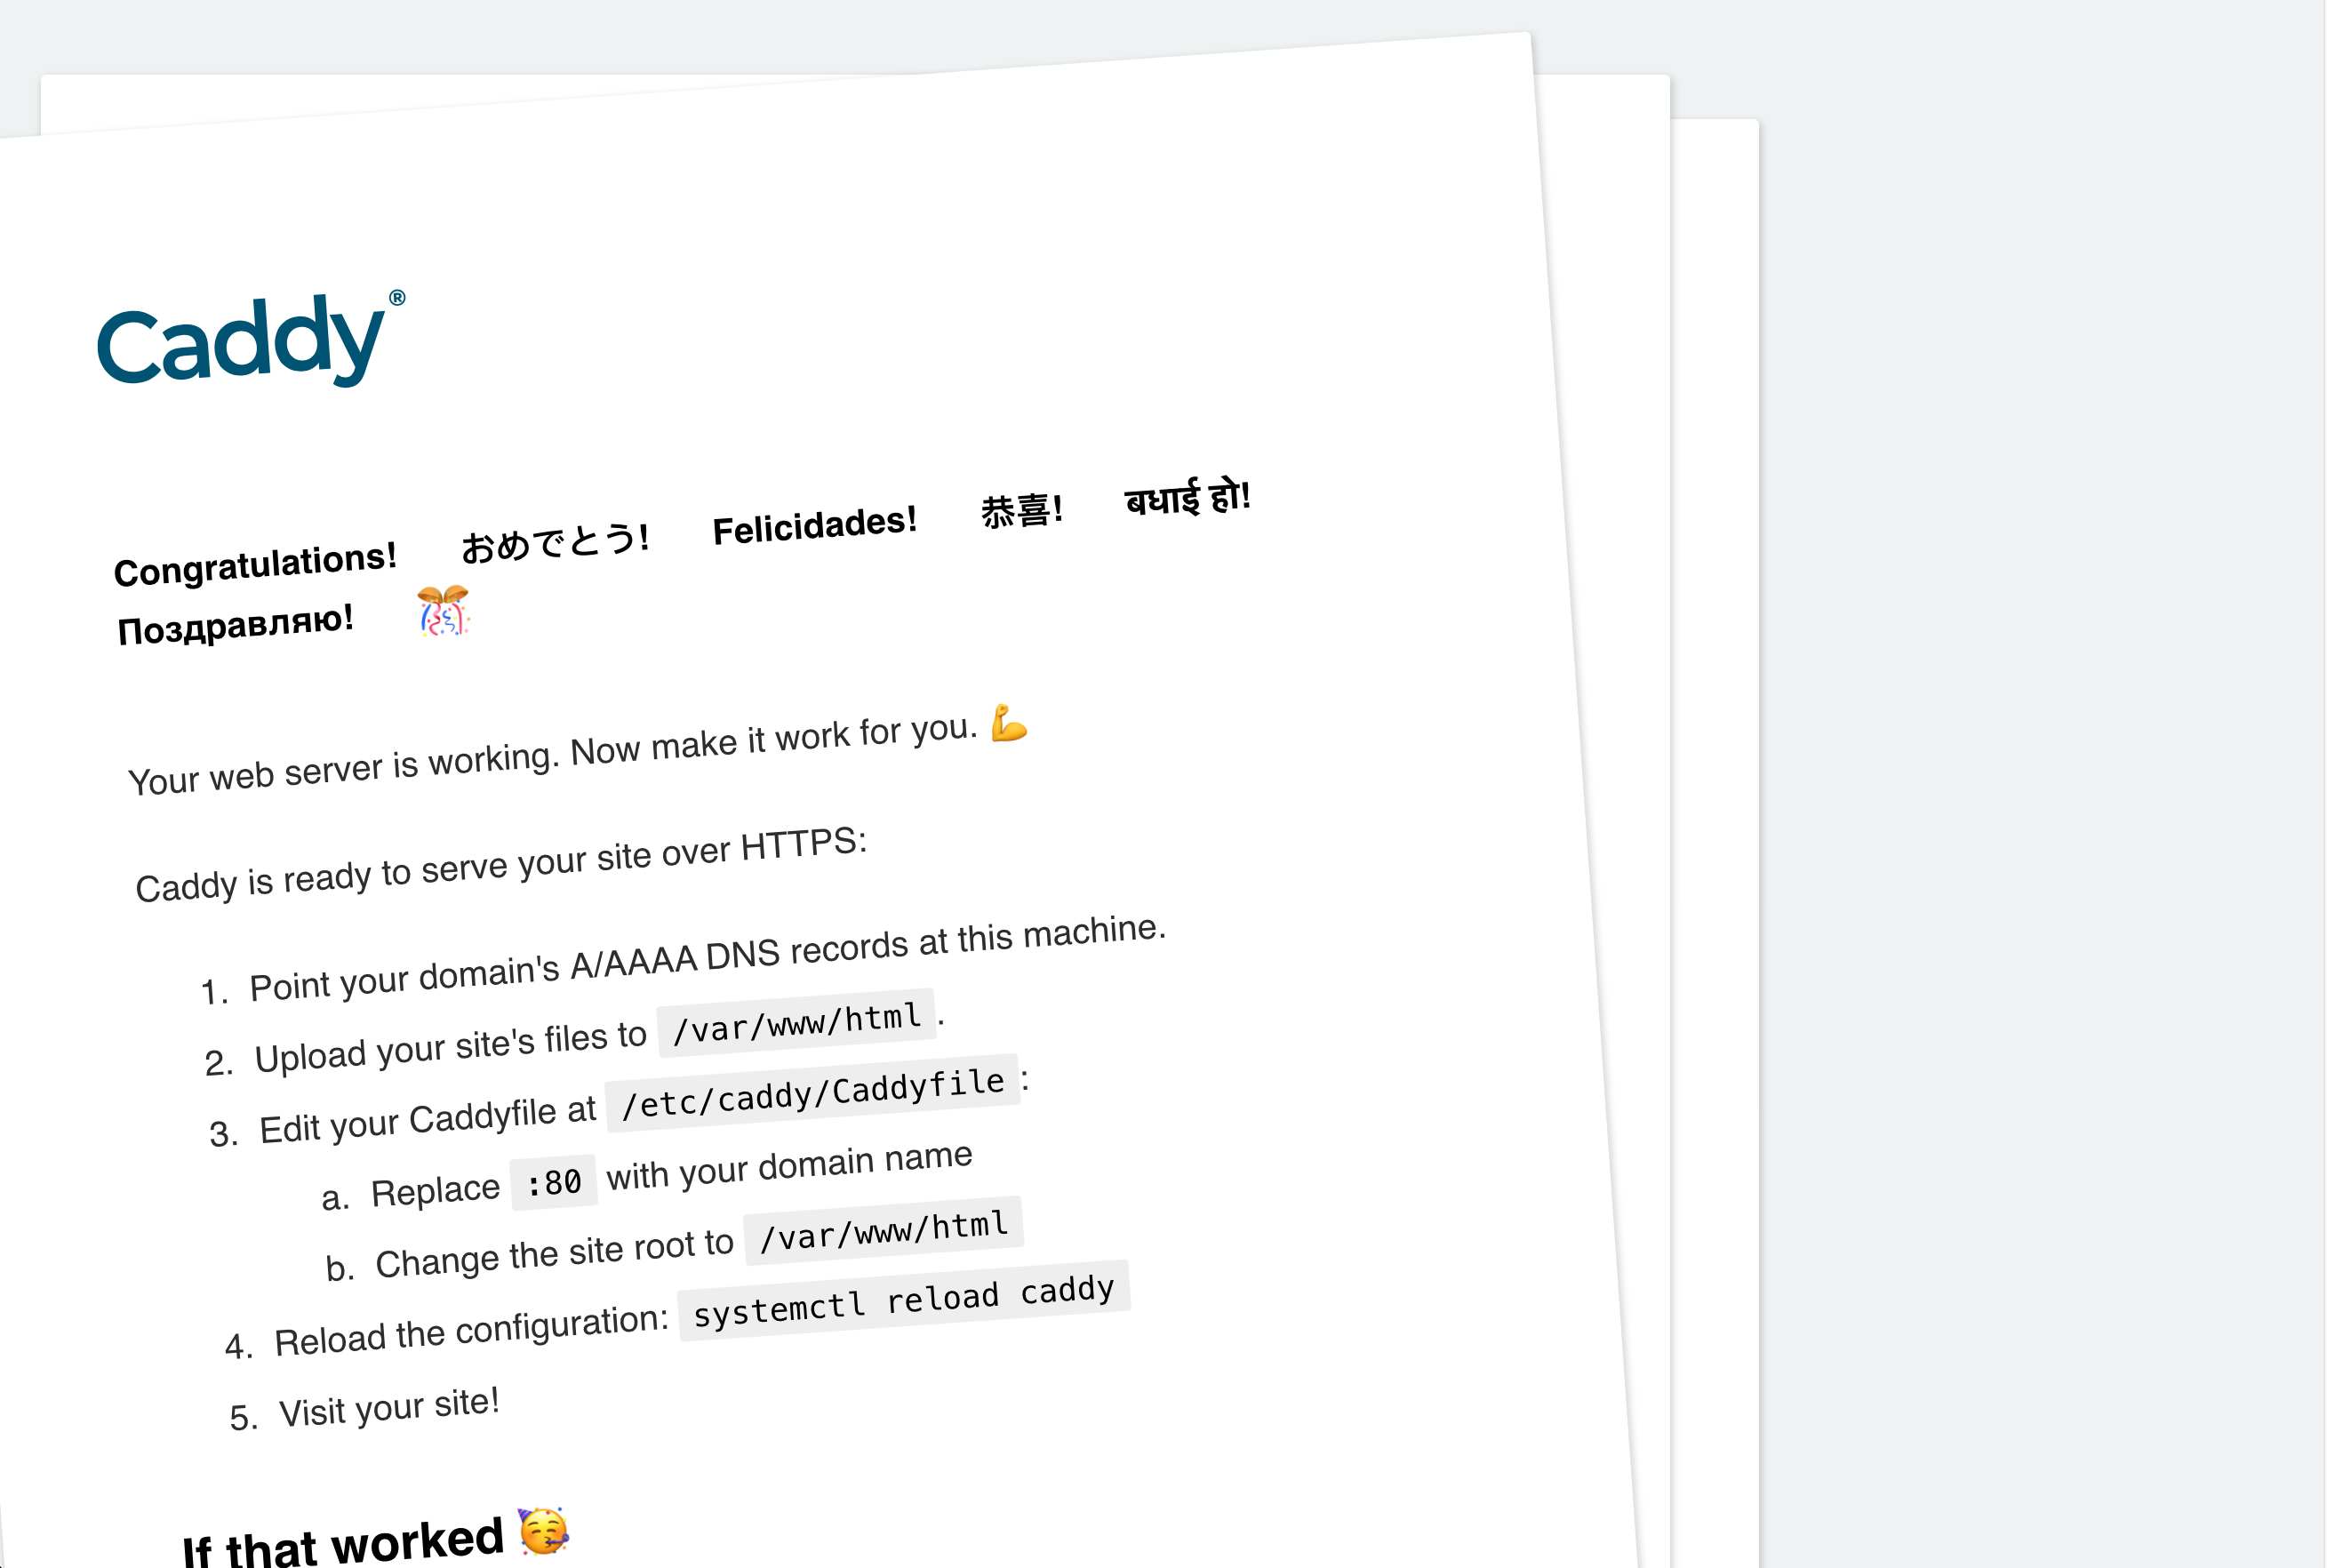 Caddy®
Congratulations! おめでとう! Felicidades! 恭喜! बधाई हो!
Поздравляю! 🎊
Your web server is working. Now make it work for you. 💪
Caddy is ready to serve your site over HTTPS:
1. Point your domain's A/AAAA DNS records at this machine.
2. Upload your site's files to /var/www/html.
3. Edit your Caddyfile at /etc/caddy/Caddyfile:
a. Replace :80 with your domain name
b. Change the site root to /var/www/html
4. Reload the configuration: systemctl reload caddy
5. Visit your site!
If that worked 🥳